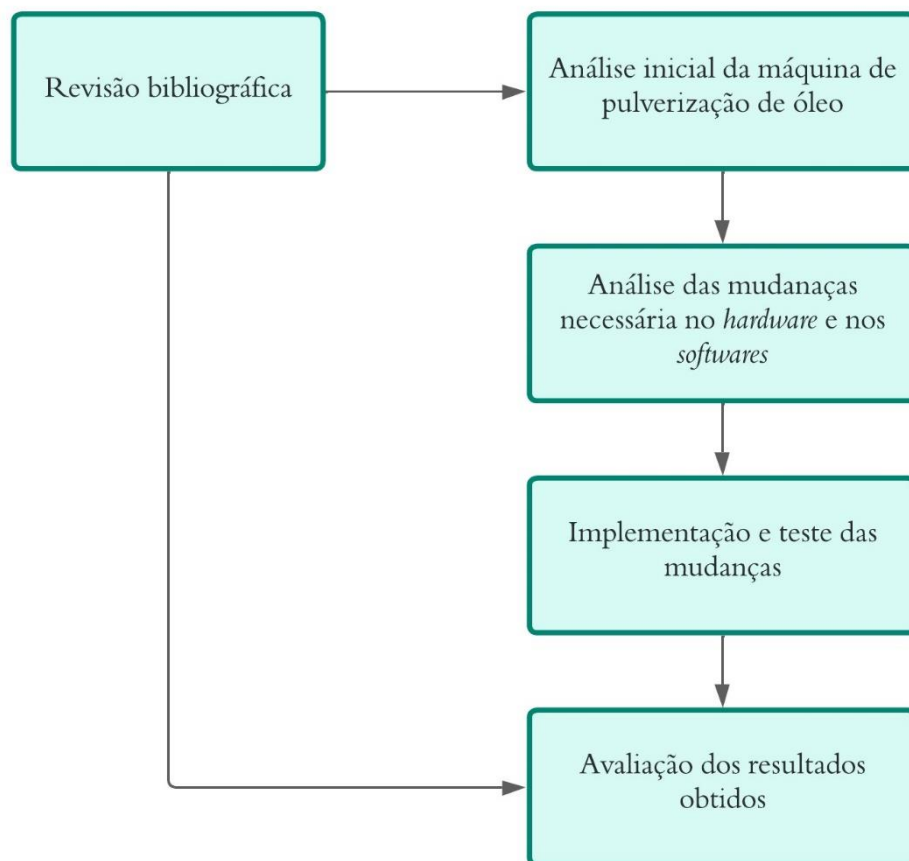 Revisão bibliográfica
Análise inicial da máquina de
pulverização de óleo
Análise das mudanaças
necessária no hardware e nos
softwares
Implementação e teste das
mudanças
Avaliação dos resultados
obtidos